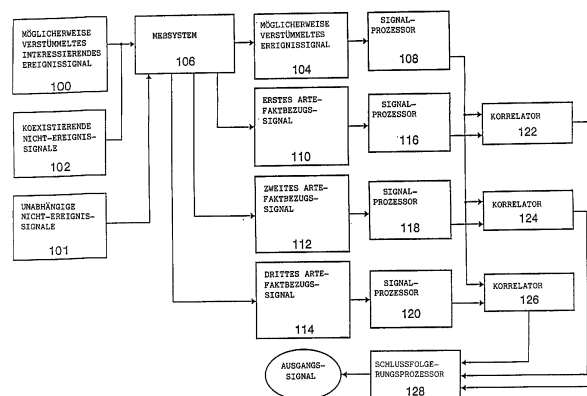 MÖGLICHERWEISE
VERSTÜMMELTES
INTERESSIERENDES
EREIGNISSIGNAL
100
KOEXISTIERENDE
NICHT-EREIGNIS-
SIGNALE
102
UNABHÄNGIGE
NICHT-EREIGNIS-
SIGNALE
101
MEßSYSTEM
106
MÖGLICHERWEISE
VERSTÜMMELTES
EREIGNISSIGNAL
104
SIGNAL-
PROZESSOR
108
ERSTES ARTE-
FAKTBEZUGS-
SIGNAL
110
SIGNAL-
PROZESSOR
116
KORRELATOR
122
ZWEITES ARTE-
FAKTBEZUGS-
SIGNAL
112
SIGNAL-
PROZESSOR
118
KORRELATOR
124
DRITTES ARTE-
FAKTBEZUGS-
SIGNAL
114
SIGNAL-
PROZESSOR
120
KORRELATOR
126
AUSGANGS-
SIGNAL
SCHLUSSFOLGE-
RUNGSPROZESSOR
128